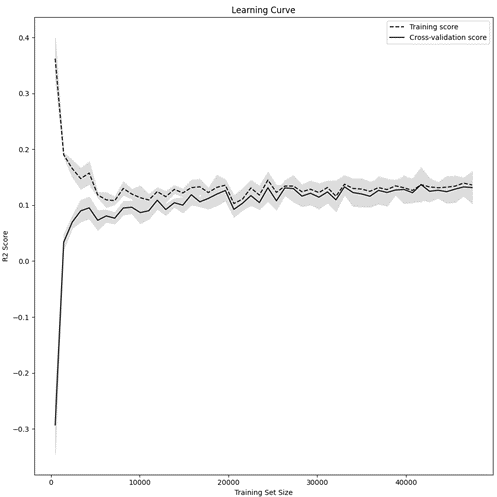 Learning Curve
Training score
Cross-validation score
0.4
0.3
0.2
0.1
0.0
−0.1
−0.2
−0.3
R2 Score
0
10000
20000
30000
40000
Training Set Size